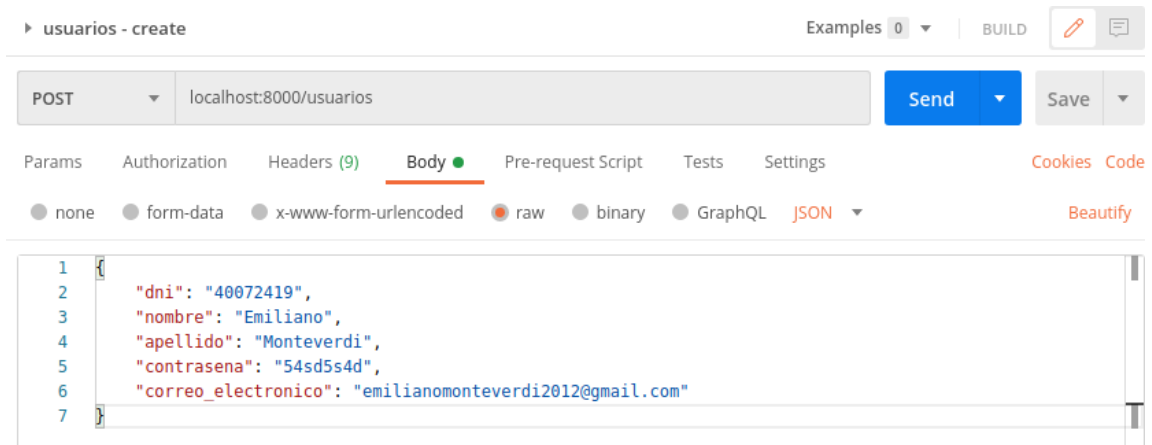 usuarios - create Examples 0 BUILD
POST localhost:8000/usuarios Send Save
Params Authorization Headers (9) Body Pre-request Script Tests Settings Cookies Code
none form-data x-www-form-urlencoded raw binary GraphQL JSON Beautify
1 {
2 "dni": "40072419",
3 "nombre": "Emiliano",
4 "apellido": "Monteverdi",
5 "contrasena": "54sd5s4d",
6 "correo_electronico": "emilianomonteverdi2012@gmail.com"
7 }